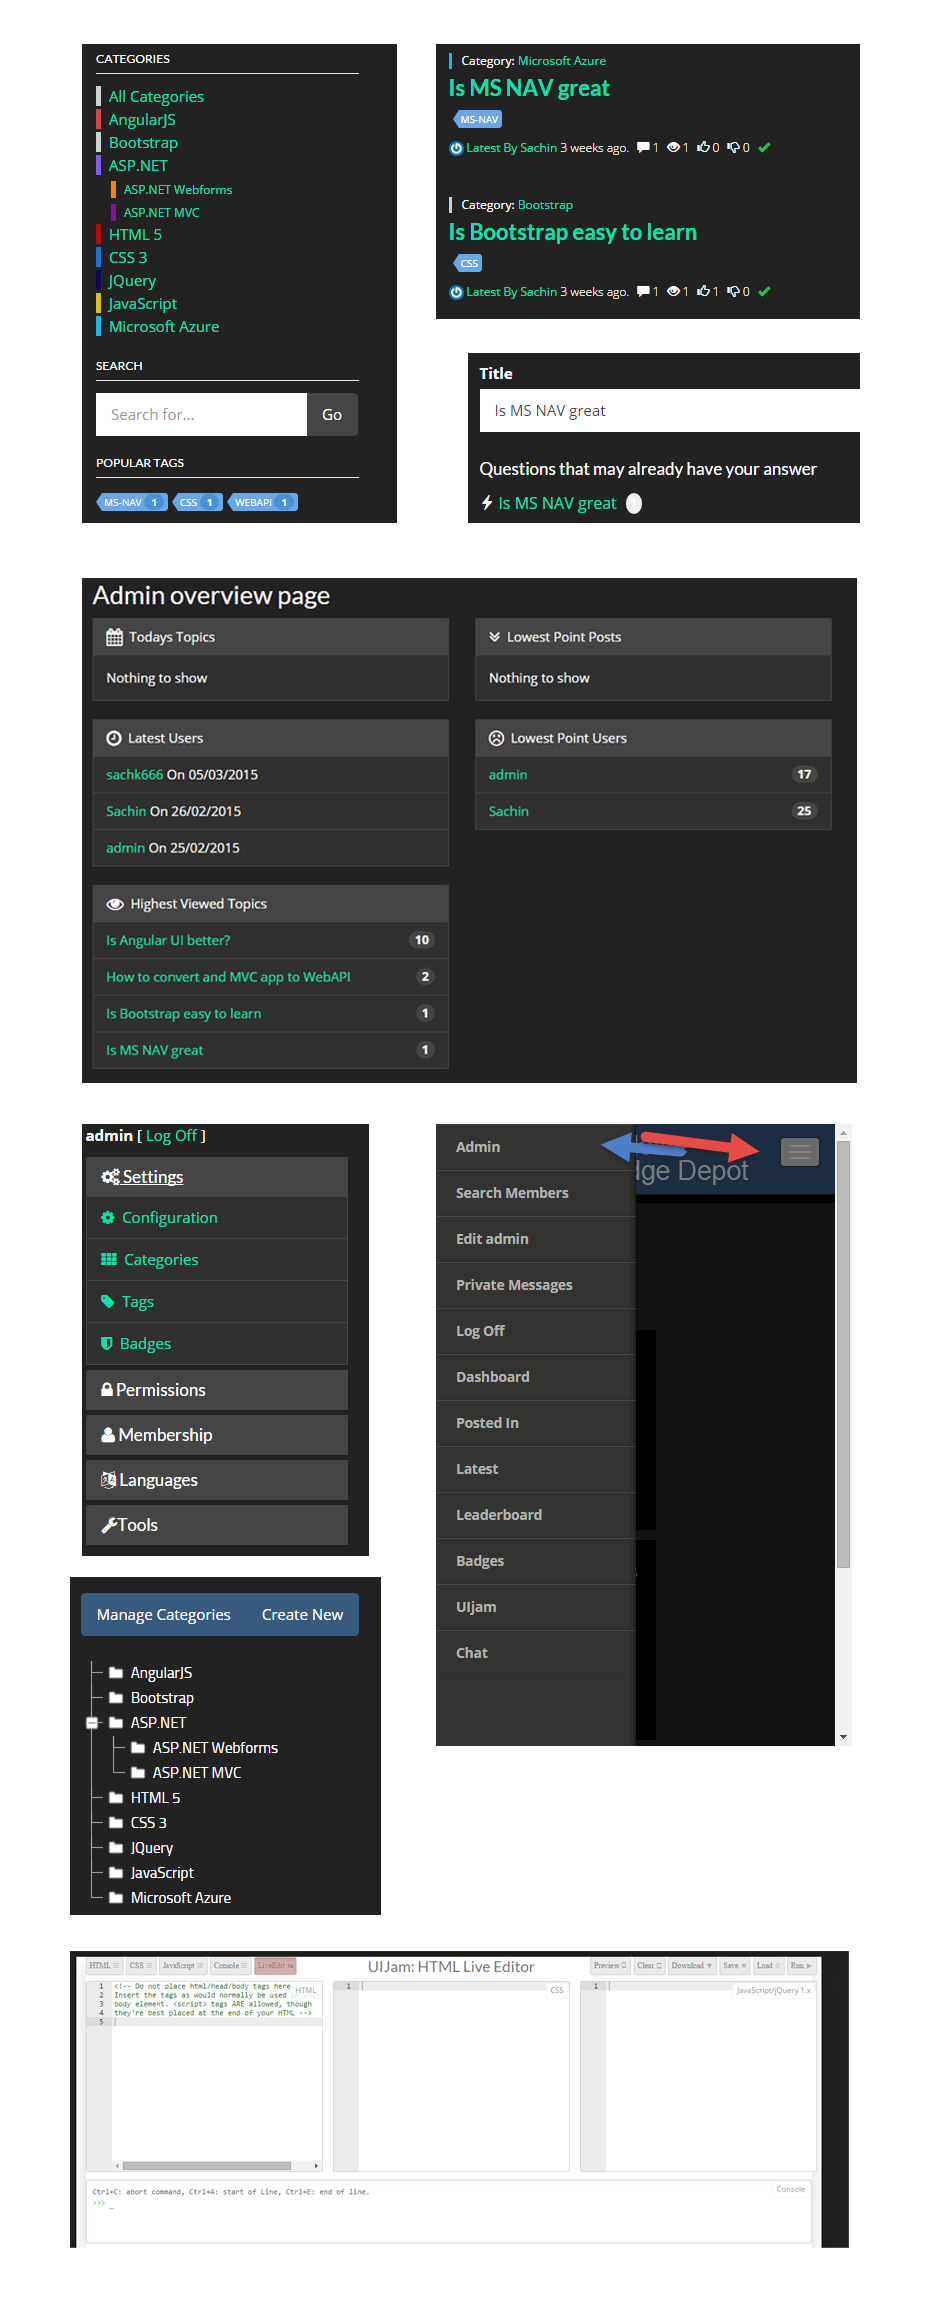 CATEGORIES
All Categories
AngularJS
Bootstrap
ASP.NET
ASP.NET Webforms
ASP.NET MVC
HTML 5
CSS 3
JQuery
JavaScript
Microsoft Azure
SEARCH
Search for...
Go
POPULAR TAGS
MS-NAV 1 CSS 1 WEBAPI 1
Category: Microsoft Azure
Is MS NAV great
MS-NAV
Latest By Sachin 3 weeks ago. 1 1 0 0
Category: Bootstrap
Is Bootstrap easy to learn
CSS
Latest By Sachin 3 weeks ago. 1 1 1 0
Title
Is MS NAV great
Questions that may already have your answer
Is MS NAV great
Admin overview page
Todays Topics
Nothing to show
Latest Users
sachk666 On 05/03/2015
Sachin On 26/02/2015
admin On 25/02/2015
Highest Viewed Topics
Is Angular UI better? 10
How to convert and MVC app to WebAPI 2
Is Bootstrap easy to learn 1
Is MS NAV great 1
Lowest Point Posts
Nothing to show
Lowest Point Users
admin 17
Sachin 25
admin [ Log Off ]
Settings
Configuration
Categories
Tags
Badges
Permissions
Membership
Languages
Tools
Admin
Search Members
Edit admin
Private Messages
Log Off
Dashboard
Posted In
Latest
Leaderboard
Badges
UIjam
Chat
dge Depot
Manage Categories Create New
AngularJS
Bootstrap
ASP.NET
ASP.NET Webforms
ASP.NET MVC
HTML 5
CSS 3
JQuery
JavaScript
Microsoft Azure
HTML CSS JavaScript Console LiveEdit UIJam: HTML Live Editor Preview Clear Download Save Load Run
1 <!-- Do not place html/head/body tags here
2 Insert the tags as would normally be used
3 body element. <script> tags ARE allowed, though
4 they're best placed at the end of your HTML -->
5
HTML
1
CSS
1
JavaScript/jQuery 1.x
Ctrl+C: abort command, Ctrl+A: start of Line, Ctrl+E: end of line.
>>> _
Console